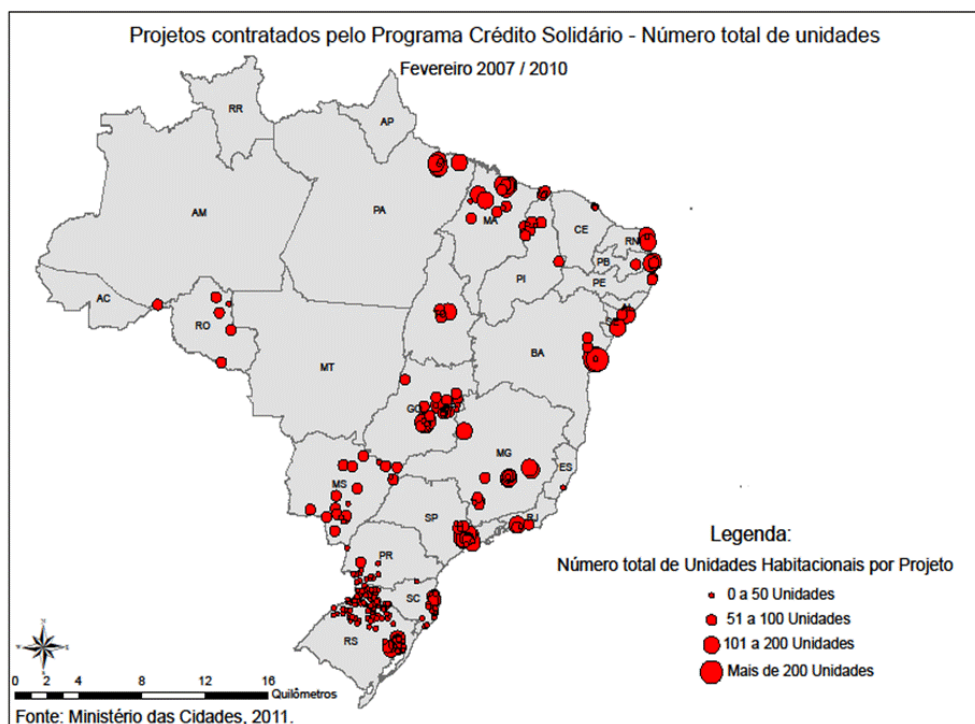 Projetos contratados pelo Programa Crédito Solidário - Número total de unidades
Fevereiro 2007 / 2010
RR
AP
AM
PA
MA
CE
RN
PB
PE
PI
AC
RO
TO
AL
SE
BA
MT
GO
MG
ES
MS
SP
RJ
PR
SC
RS
Legenda:
Número total de Unidades Habitacionais por Projeto
0 a 50 Unidades
51 a 100 Unidades
101 a 200 Unidades
Mais de 200 Unidades
0 2 4 8 12 16
Quilômetros
Fonte: Ministério das Cidades, 2011.